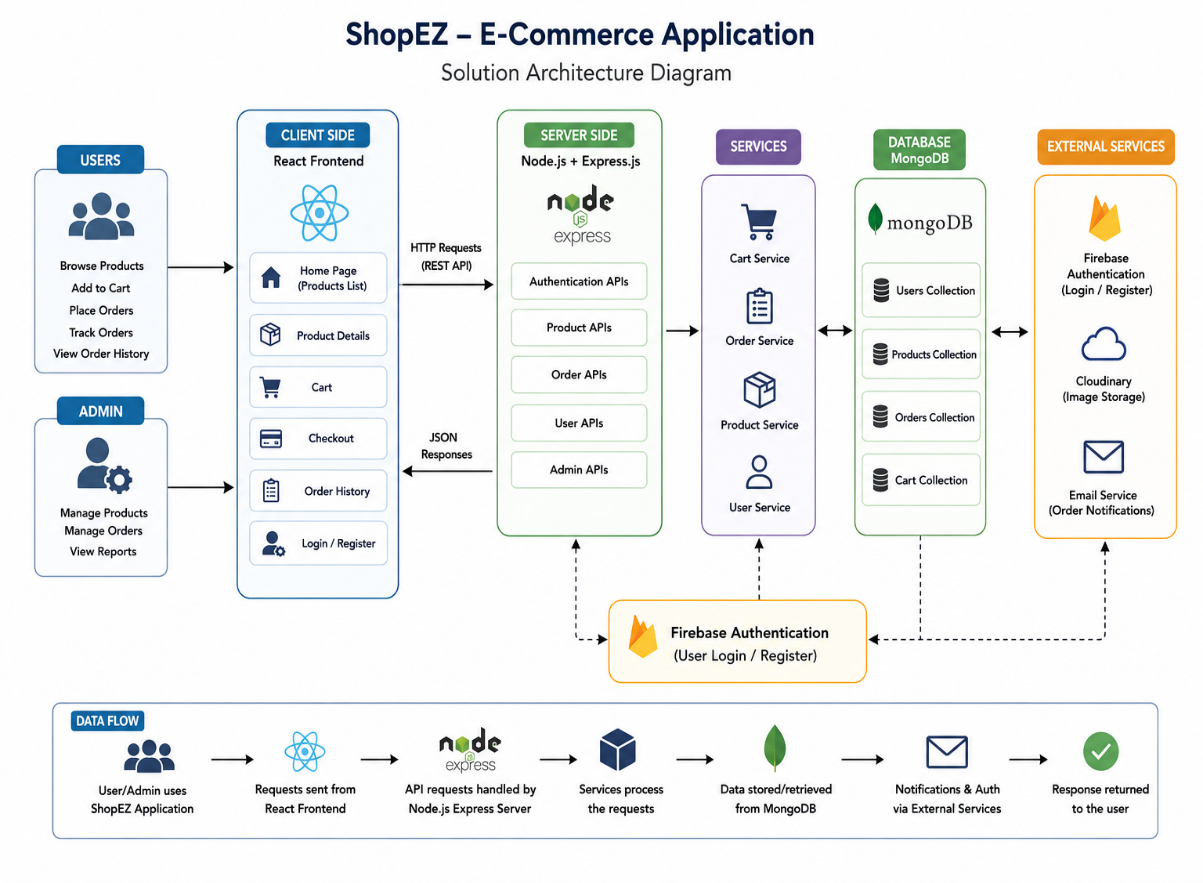 ShopEZ – E-Commerce Application
Solution Architecture Diagram
USERS
Browse Products
Add to Cart
Place Orders
Track Orders
View Order History
ADMIN
Manage Products
Manage Orders
View Reports
CLIENT SIDE
React Frontend
Home Page
(Products List)
Product Details
Cart
Checkout
Order History
Login / Register
HTTP Requests
(REST API)
JSON
Responses
SERVER SIDE
Node.js + Express.js
node
JS
express
Authentication APIs
Product APIs
Order APIs
User APIs
Admin APIs
SERVICES
Cart Service
Order Service
Product Service
User Service
DATABASE
MongoDB
mongoDB
Users Collection
Products Collection
Orders Collection
Cart Collection
EXTERNAL SERVICES
Firebase
Authentication
(Login / Register)
Cloudinary
(Image Storage)
Email Service
(Order Notifications)
Firebase Authentication
(User Login / Register)
DATA FLOW
User/Admin uses
ShopEZ Application
Requests sent from
React Frontend
node
JS
express
API requests handled by
Node.js Express Server
Services process
the requests
Data stored/retrieved
from MongoDB
Notifications & Auth
via External Services
Response returned
to the user